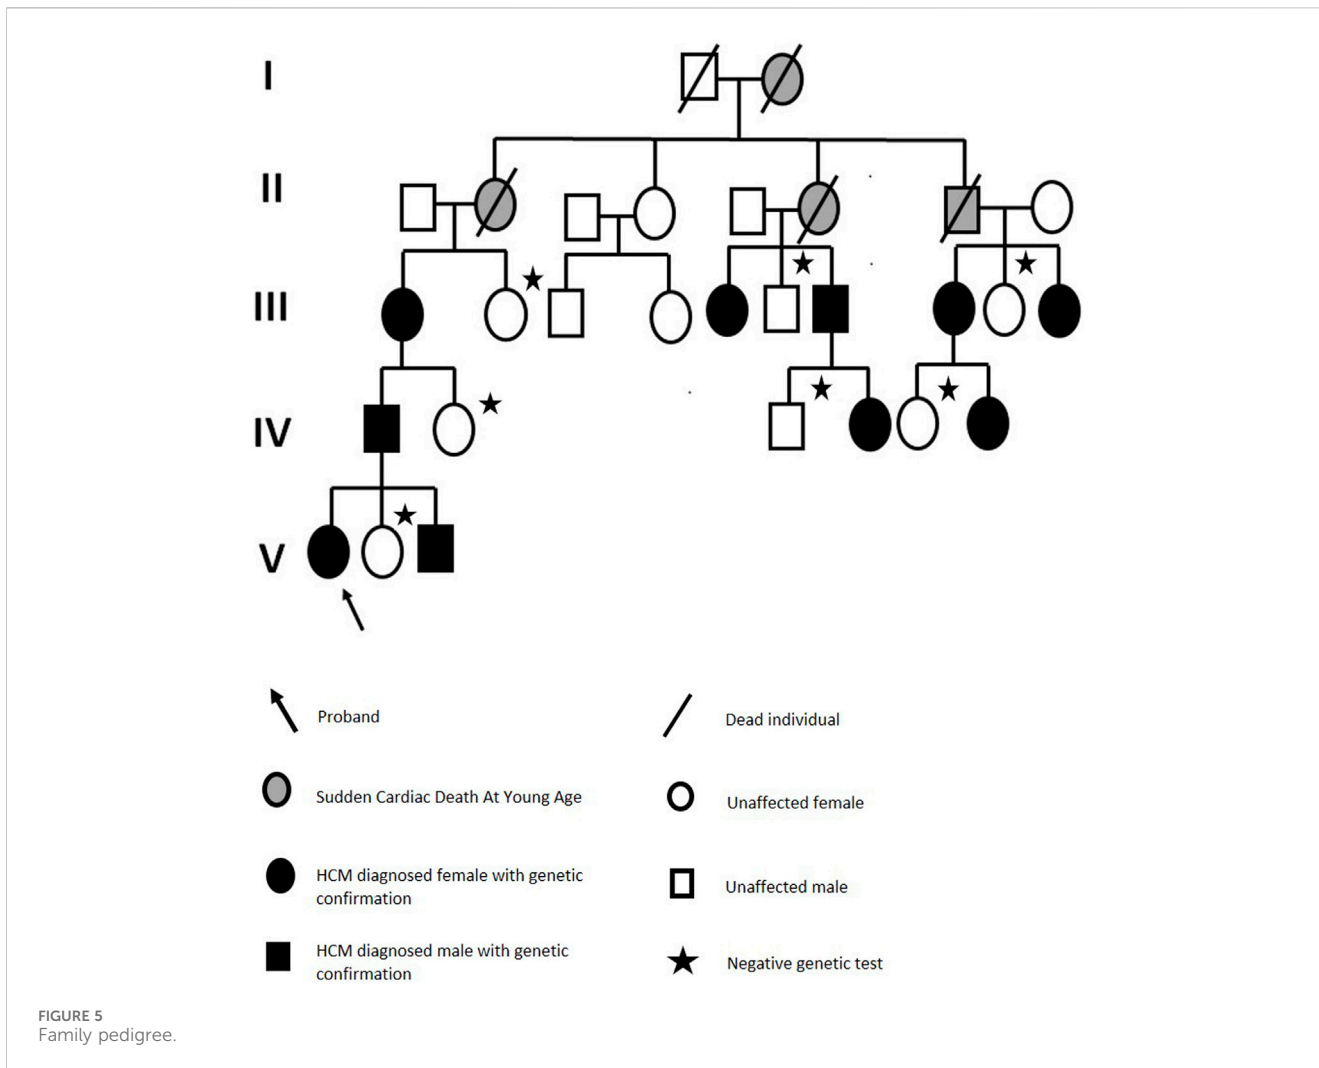 I
II
III
IV
V
Proband
Dead individual
Sudden Cardiac Death At Young Age
Unaffected female
HCM diagnosed female with genetic
confirmation
Unaffected male
HCM diagnosed male with genetic
confirmation
Negative genetic test
FIGURE 5
Family pedigree.